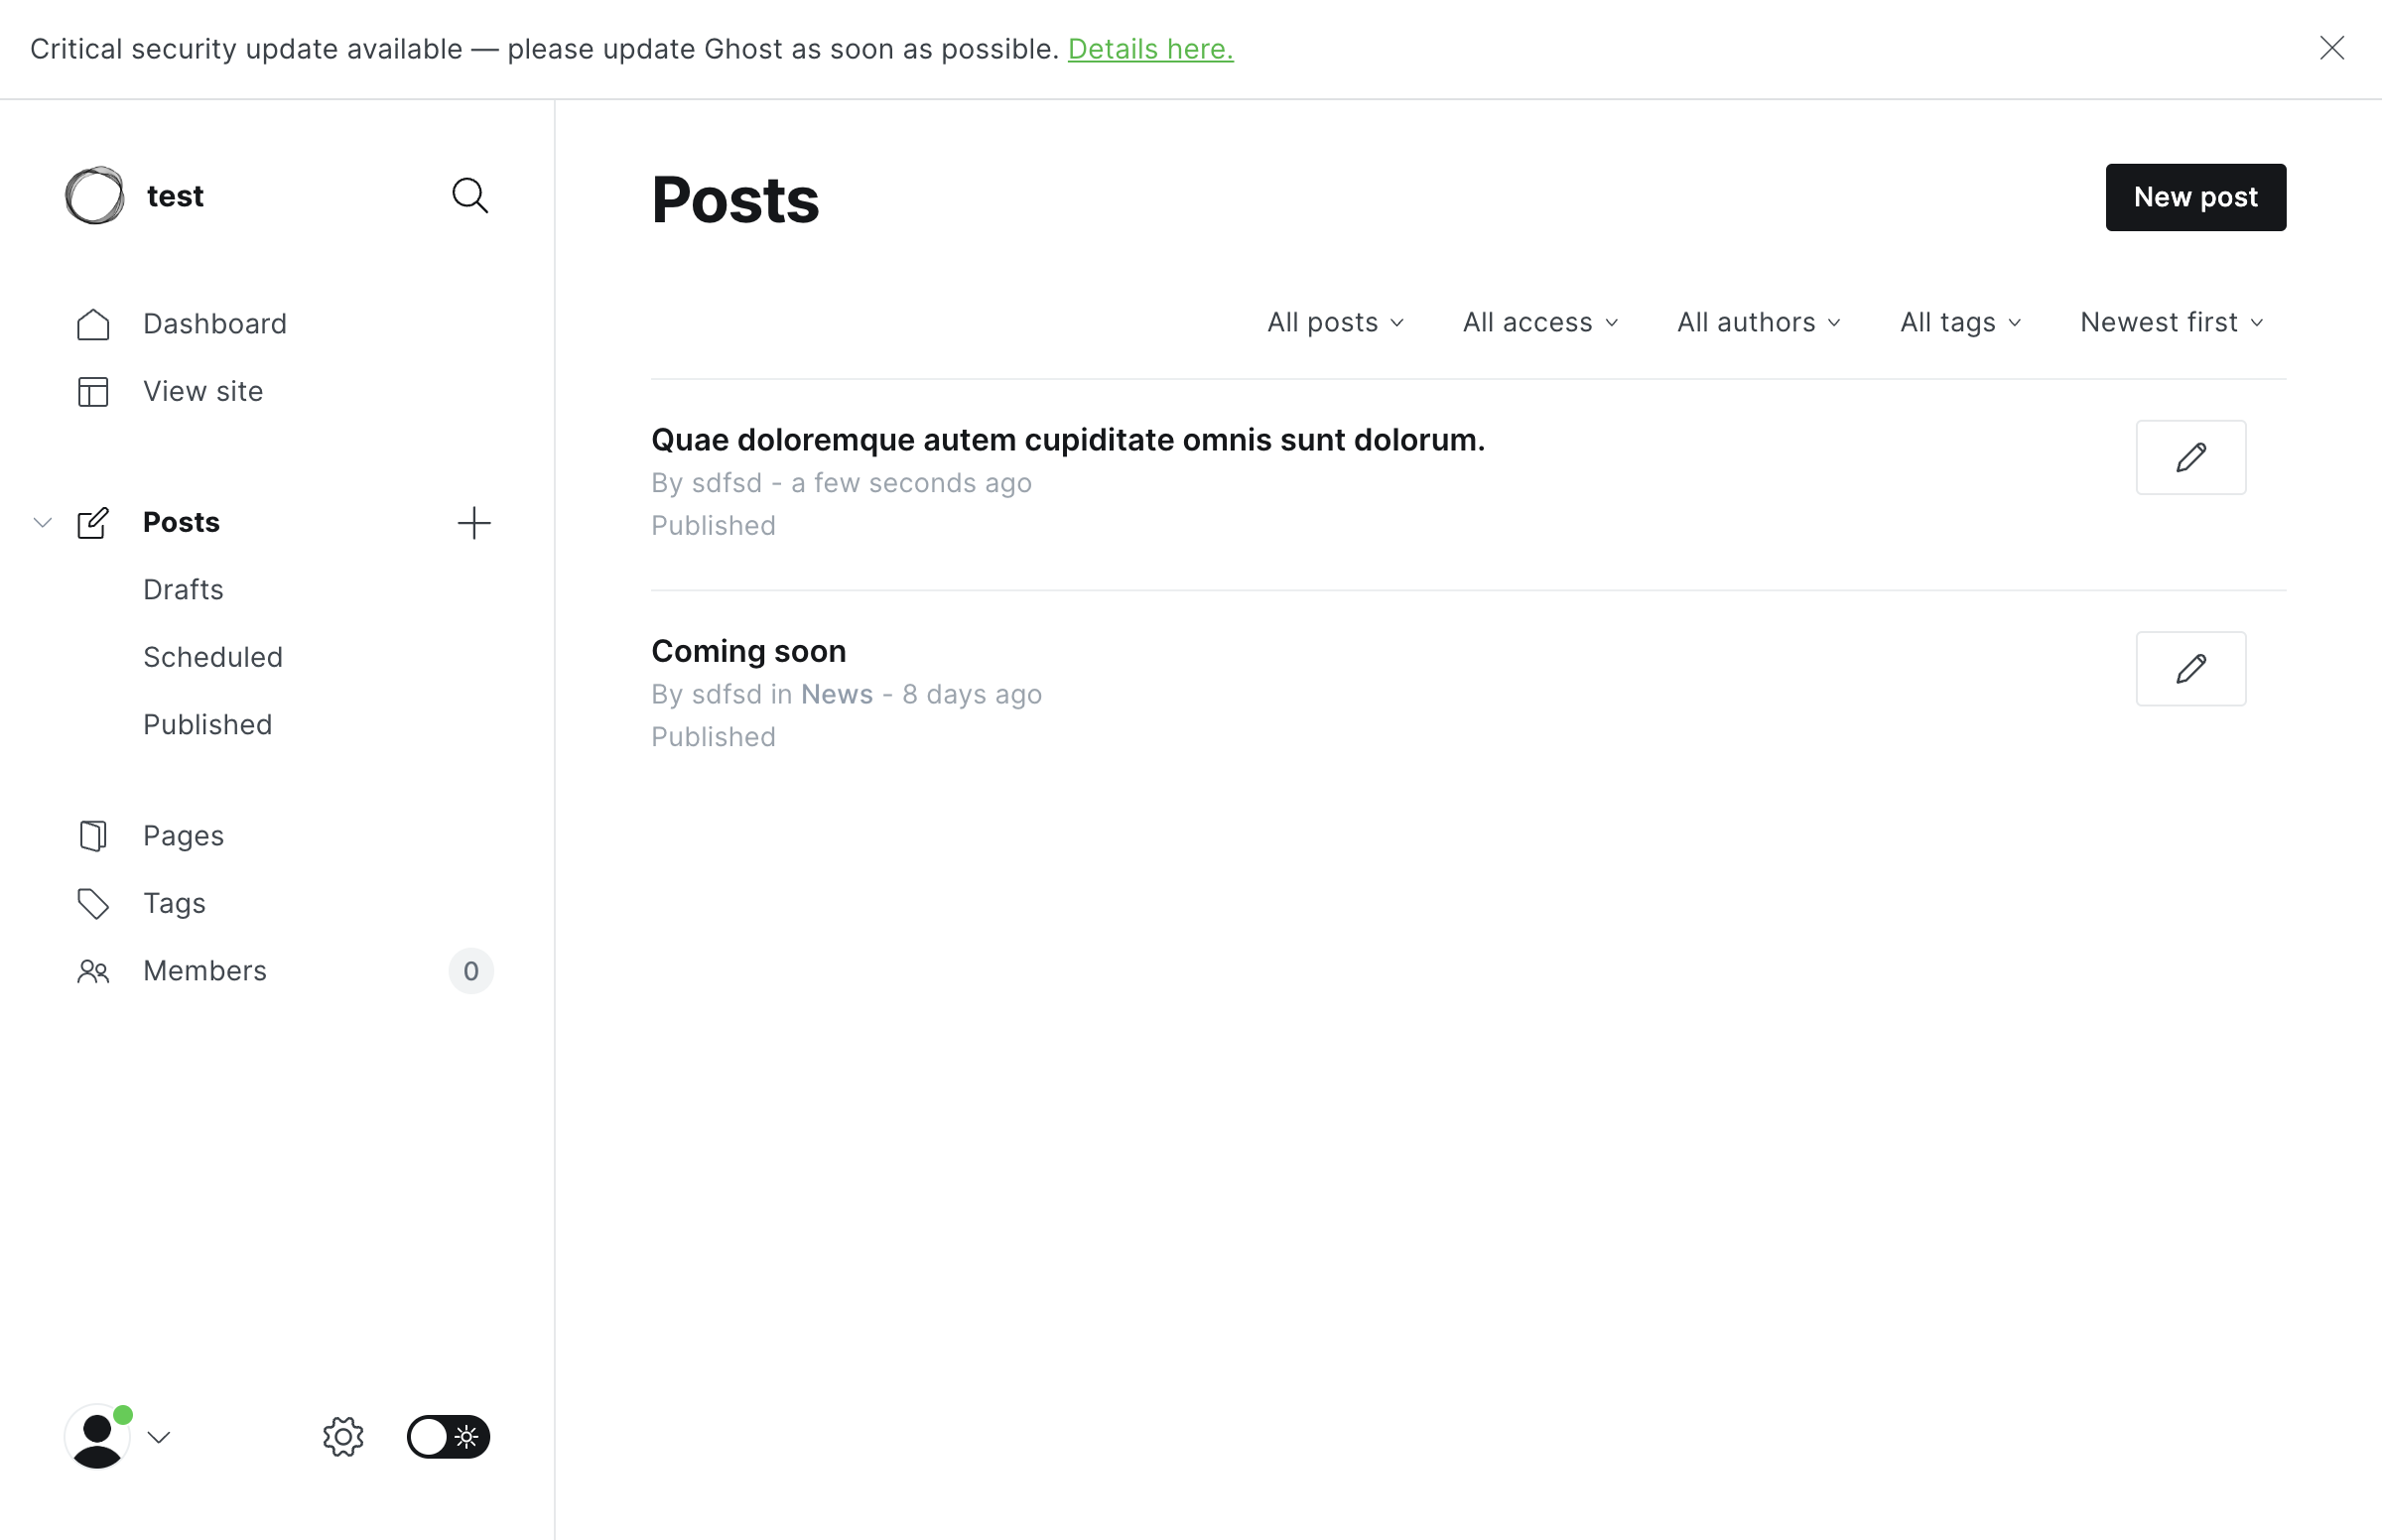 Critical security update available — please update Ghost as soon as possible. Details here.
test
Dashboard
View site
Posts
Drafts
Scheduled
Published
Pages
Tags
Members 0
Posts
New post
All posts All access All authors All tags Newest first
Quae doloremque autem cupiditate omnis sunt dolorum.
By sdfsd - a few seconds ago
Published
Coming soon
By sdfsd in News - 8 days ago
Published